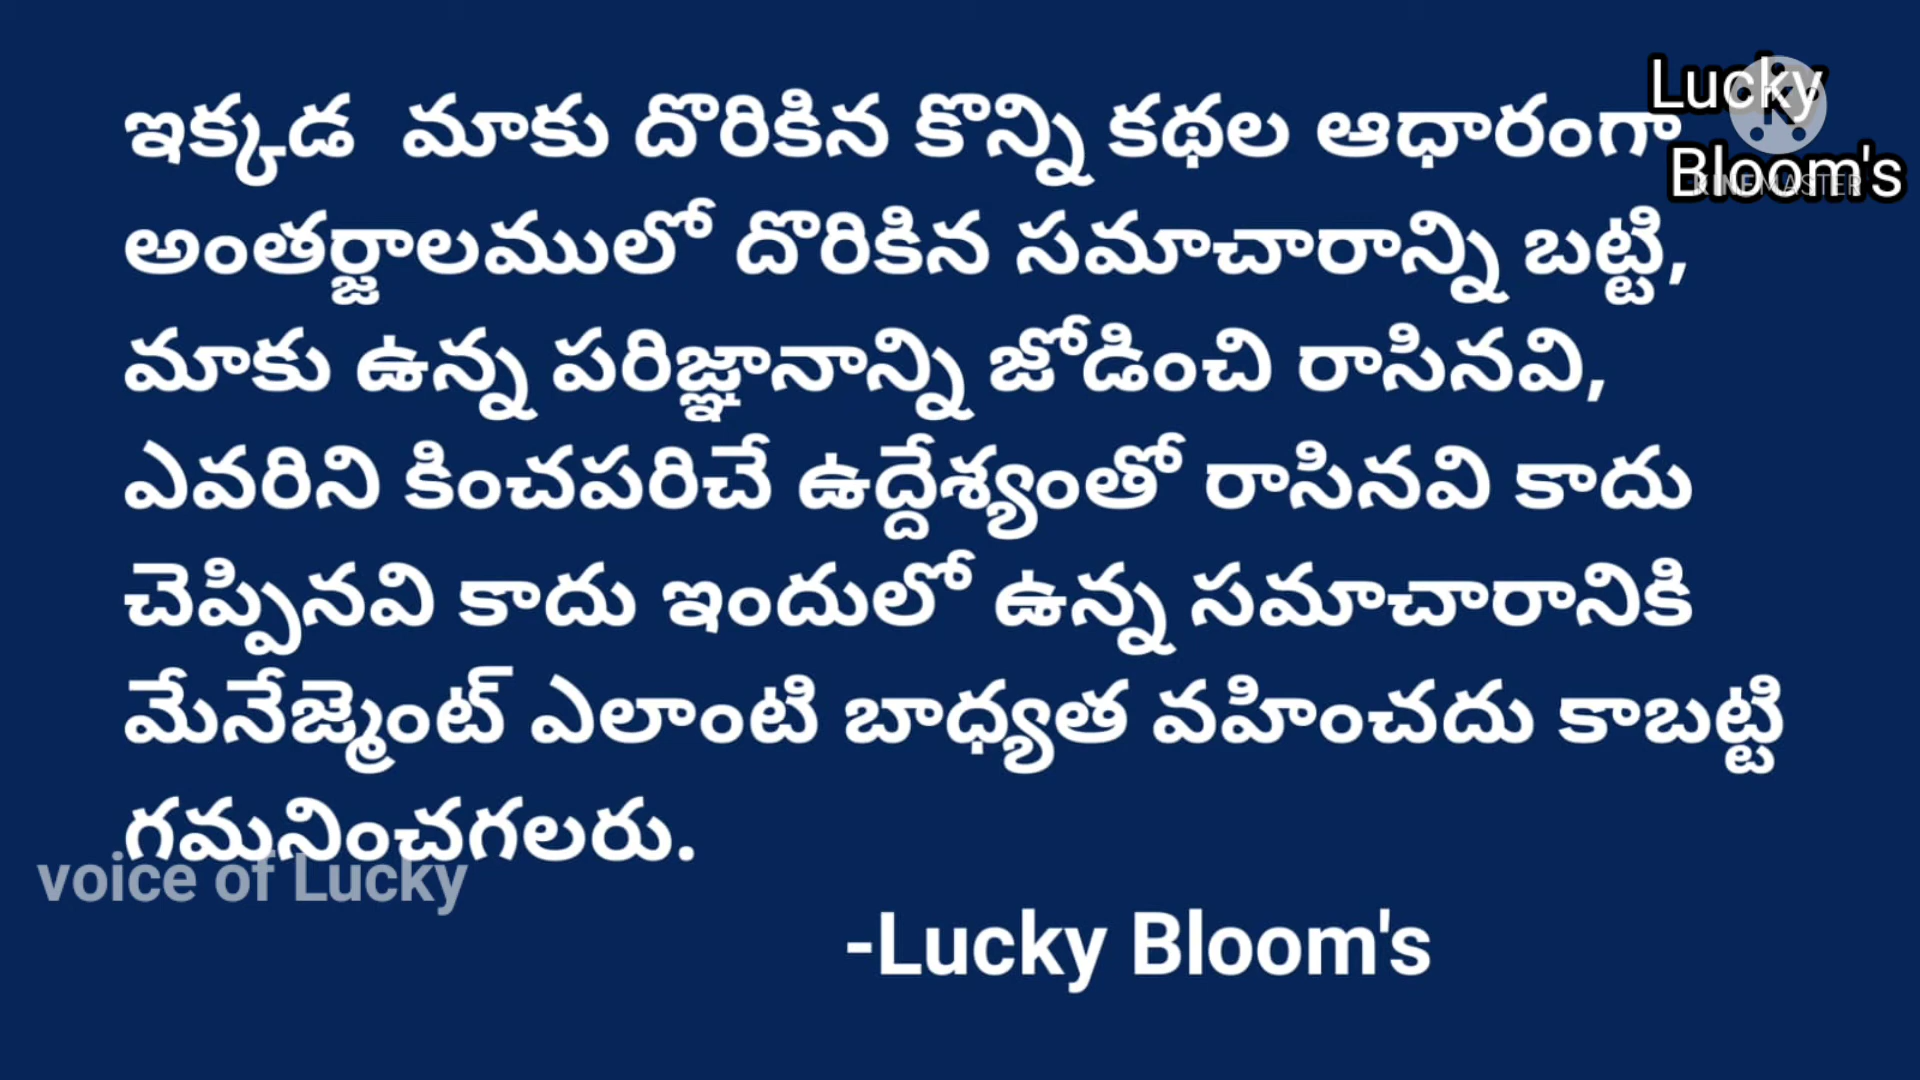 ఇక్కడ మాకు దొరికిన కొన్ని కథల ఆధారంగా
అంతర్జాలములో దొరికిన సమాచారాన్ని బట్టి,
మాకు ఉన్న పరిజ్ఞానాన్ని జోడించి రాసినవి,
ఎవరిని కించపరిచే ఉద్దేశ్యంతో రాసినవి కాదు
చెప్పినవి కాదు ఇందులో ఉన్న సమాచారానికి
మేనేజ్మెంట్ ఎలాంటి బాధ్యత వహించదు కాబట్టి
గమనించగలరు.
-Lucky Bloom's
Lucky
Bloom's
K
KINEMASTER
voice of Lucky